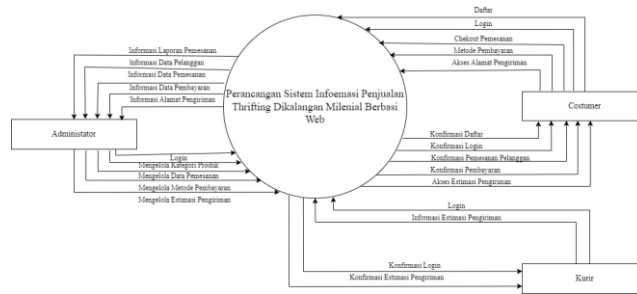 Daftar
Login
Chekout Pemesanan
Metode Pembayaran
Akses Alamat Pengiriman
Informasi Laporan Pemesanan
Informasi Data Pelanggan
Informasi Data Pemesanan
Informasi Data Pembayaran
Informasi Alamat Pengiriman
Perancangan Sistem Infoemasi Penjualan
Thrifting Dikalangan Milenial Berbasi
Web
Administator
Costumer
Login
Mengelola Kategori Produk
Mengelola Data Pemesanan
Mengelola Metode Pembayaran
Mengelola Estimasi Pengiriman
Konfirmasi Daftar
Konfirmasi Login
Konfirmasi Pemesanan Pelanggan
Konfirmasi Pembayaran
Akses Estimasi Pengiriman
Login
Informasi Estimasi Pengiriman
Konfirmasi Login
Konfirmasi Estimasi Pengiriman
Kurir